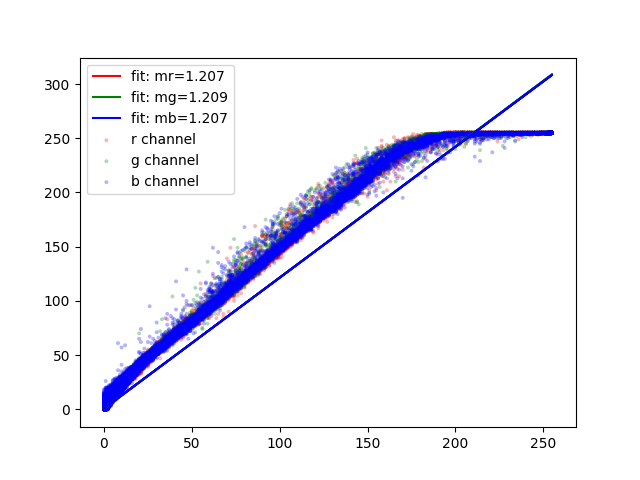 fit: mr=1.207
fit: mg=1.209
fit: mb=1.207
r channel
g channel
b channel
300
250
200
150
100
50
0
0 50 100 150 200 250